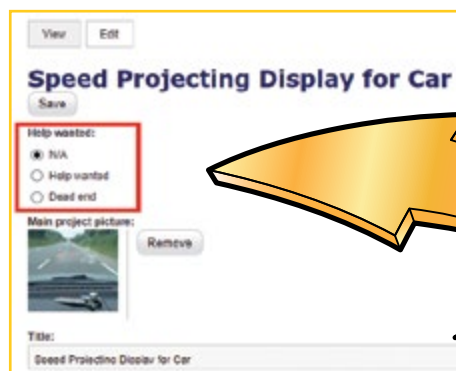 View Edit
Speed Projecting Display for Car
Save
Help wanted:
N/A
Help wanted
Dead end
Main project picture:
Remove
Title:
Speed Projecting Display for Car